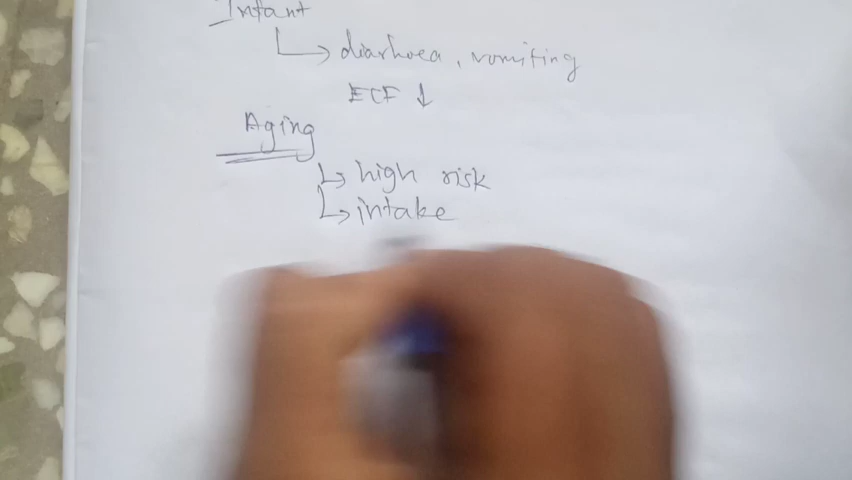 Infant
↳ diarhoea, vomiting
ECF ↓
Aging
↳ high risk
↳ intake